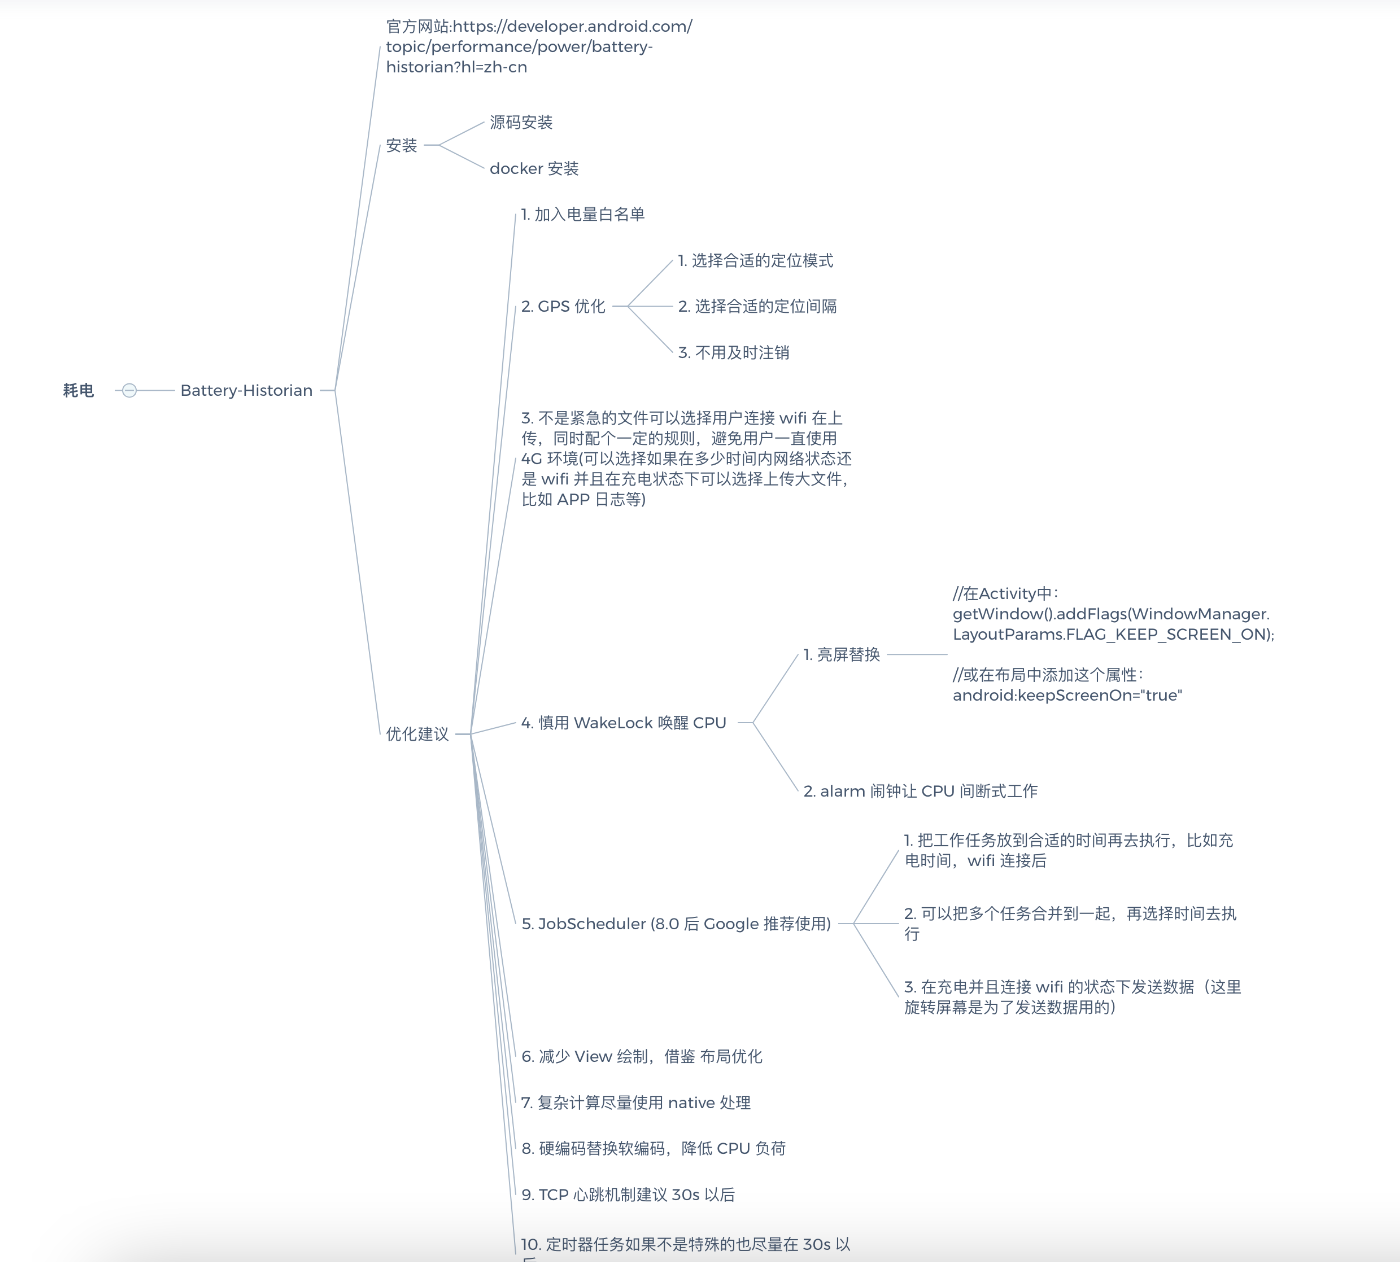 官方网站:https://developer.android.com/
topic/performance/power/battery-
historian?hl=zh-cn
安装
源码安装
docker 安装
耗电
Battery-Historian
优化建议
1. 加入电量白名单
2. GPS 优化
1. 选择合适的定位模式
2. 选择合适的定位间隔
3. 不用及时注销
3. 不是紧急的文件可以选择用户连接 wifi 在上
传，同时配个一定的规则，避免用户一直使用
4G 环境(可以选择如果在多少时间内网络状态还
是 wifi 并且在充电状态下可以选择上传大文件，
比如 APP 日志等)
4. 慎用 WakeLock 唤醒 CPU
1. 亮屏替换
//在Activity中：
getWindow().addFlags(WindowManager.
LayoutParams.FLAG_KEEP_SCREEN_ON);
//或在布局中添加这个属性：
android:keepScreenOn="true"
2. alarm 闹钟让 CPU 间断式工作
5. JobScheduler (8.0 后 Google 推荐使用)
1. 把工作任务放到合适的时间再去执行，比如充
电时间，wifi 连接后
2. 可以把多个任务合并到一起，再选择时间去执
行
3. 在充电并且连接 wifi 的状态下发送数据（这里
旋转屏幕是为了发送数据用的）
6. 减少 View 绘制，借鉴 布局优化
7. 复杂计算尽量使用 native 处理
8. 硬编码替换软编码，降低 CPU 负荷
9. TCP 心跳机制建议 30s 以后
10. 定时器任务如果不是特殊的也尽量在 30s 以